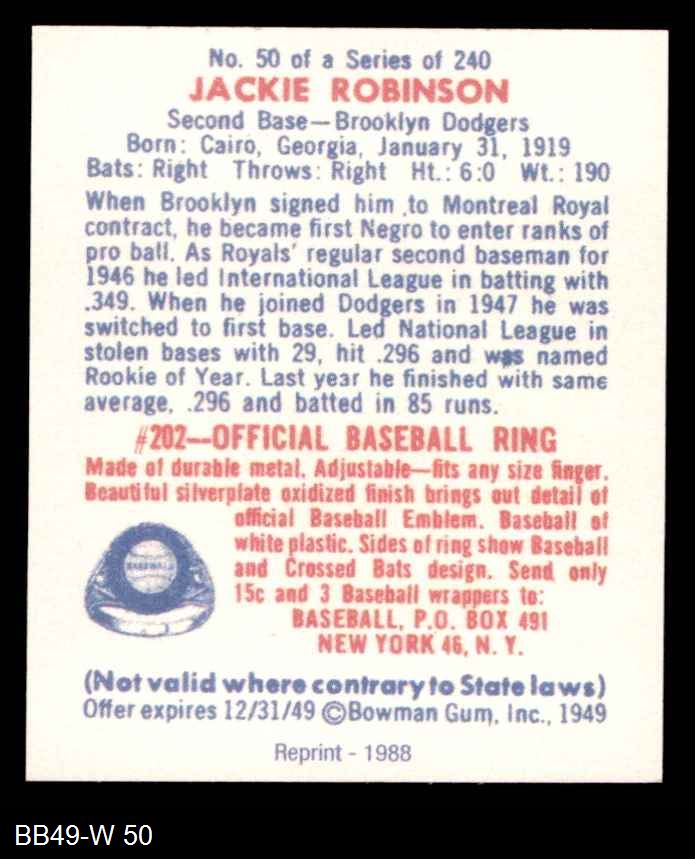 No. 50 of a Series of 240
JACKIE ROBINSON
Second Base—Brooklyn Dodgers
Born: Cairo, Georgia, January 31, 1919
Bats: Right Throws: Right Ht.: 6:0 Wt.: 190
When Brooklyn signed him to Montreal Royal
contract, he became first Negro to enter ranks of
pro ball. As Royals' regular second baseman for
1946 he led International League in batting with
.349. When he joined Dodgers in 1947 he was
switched to first base. Led National League in
stolen bases with 29, hit .296 and was named
Rookie of Year. Last year he finished with same
average, .296 and batted in 85 runs.
#202—OFFICIAL BASEBALL RING
Made of durable metal. Adjustable—fits any size finger.
Beautiful silverplate oxidized finish brings out detail of
official Baseball Emblem. Baseball of
white plastic. Sides of ring show Baseball
and Crossed Bats design. Send only
15c and 3 Baseball wrappers to:
BASEBALL, P.O. BOX 491
NEW YORK 46, N. Y.
BASEBALL
(Not valid where contrary to State laws)
Offer expires 12/31/49 ©Bowman Gum, Inc., 1949
Reprint - 1988
BB49-W 50